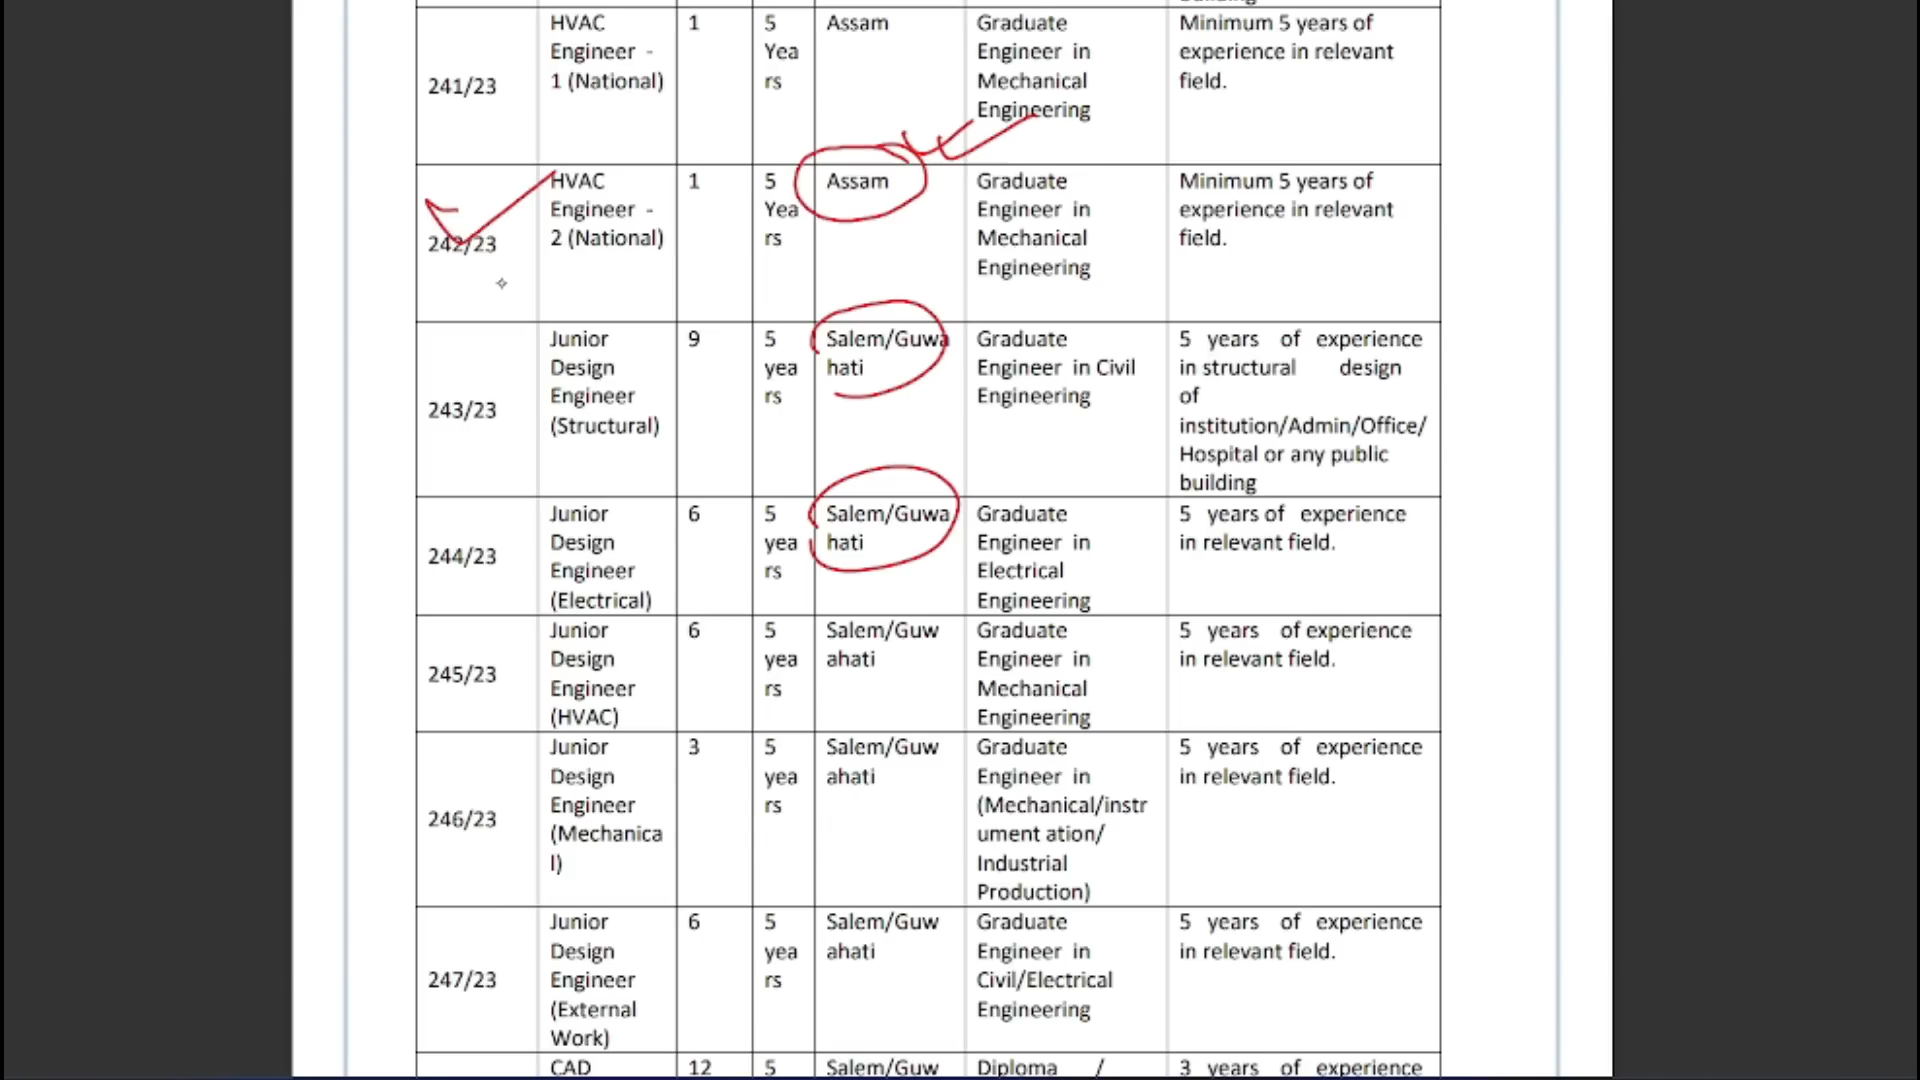 building
241/23
HVAC
Engineer -
1 (National)
1
5
Yea
rs
Assam
Graduate
Engineer in
Mechanical
Engineering
Minimum 5 years of
experience in relevant
field.
242/23
HVAC
Engineer -
2 (National)
1
5
Yea
rs
Assam
Graduate
Engineer in
Mechanical
Engineering
Minimum 5 years of
experience in relevant
field.
243/23
Junior
Design
Engineer
(Structural)
9
5
yea
rs
Salem/Guwa
hati
Graduate
Engineer in Civil
Engineering
5 years of experience
in structural design
of
institution/Admin/Office/
Hospital or any public
building
244/23
Junior
Design
Engineer
(Electrical)
6
5
yea
rs
Salem/Guwa
hati
Graduate
Engineer in
Electrical
Engineering
5 years of experience
in relevant field.
245/23
Junior
Design
Engineer
(HVAC)
6
5
yea
rs
Salem/Guw
ahati
Graduate
Engineer in
Mechanical
Engineering
5 years of experience
in relevant field.
246/23
Junior
Design
Engineer
(Mechanica
l)
3
5
yea
rs
Salem/Guw
ahati
Graduate
Engineer in
(Mechanical/instr
ument ation/
Industrial
Production)
5 years of experience
in relevant field.
247/23
Junior
Design
Engineer
(External
Work)
6
5
yea
rs
Salem/Guw
ahati
Graduate
Engineer in
Civil/Electrical
Engineering
5 years of experience
in relevant field.
CAD
12
5
Salem/Guw
Diploma /
3 years of experience